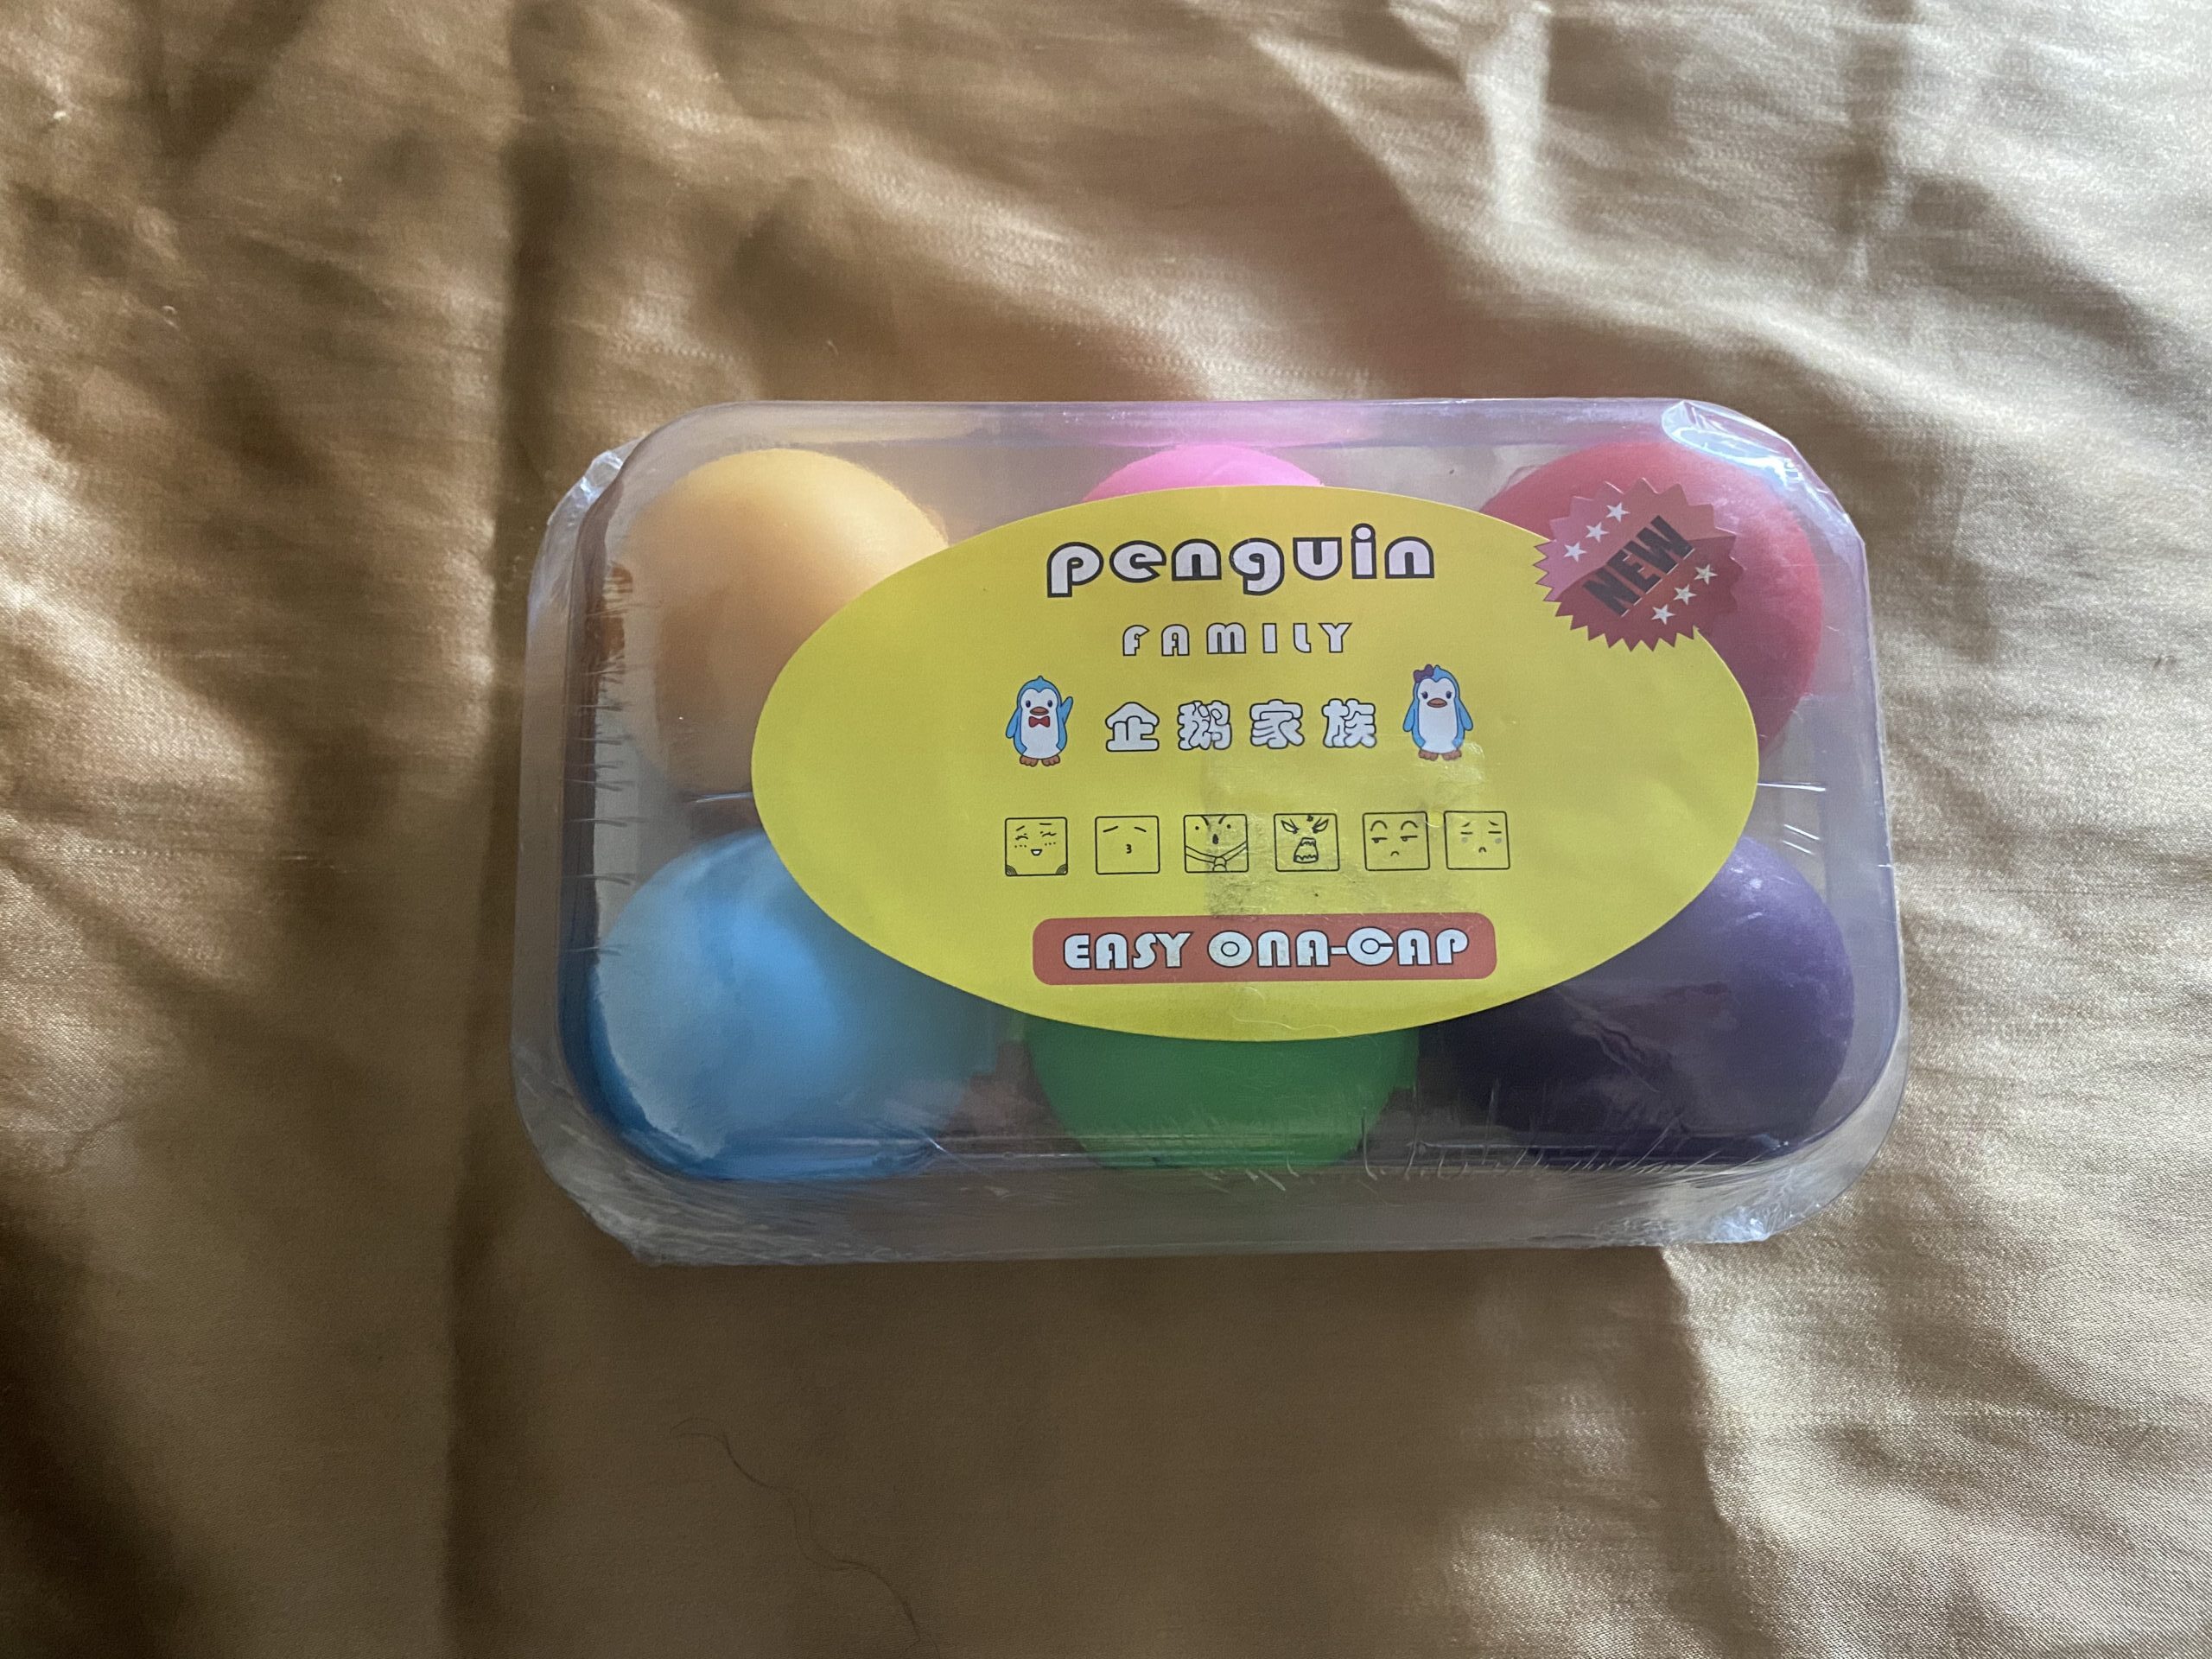 penguin
FAMILY
企鹅家族
NEW
EASY ONA-CAP